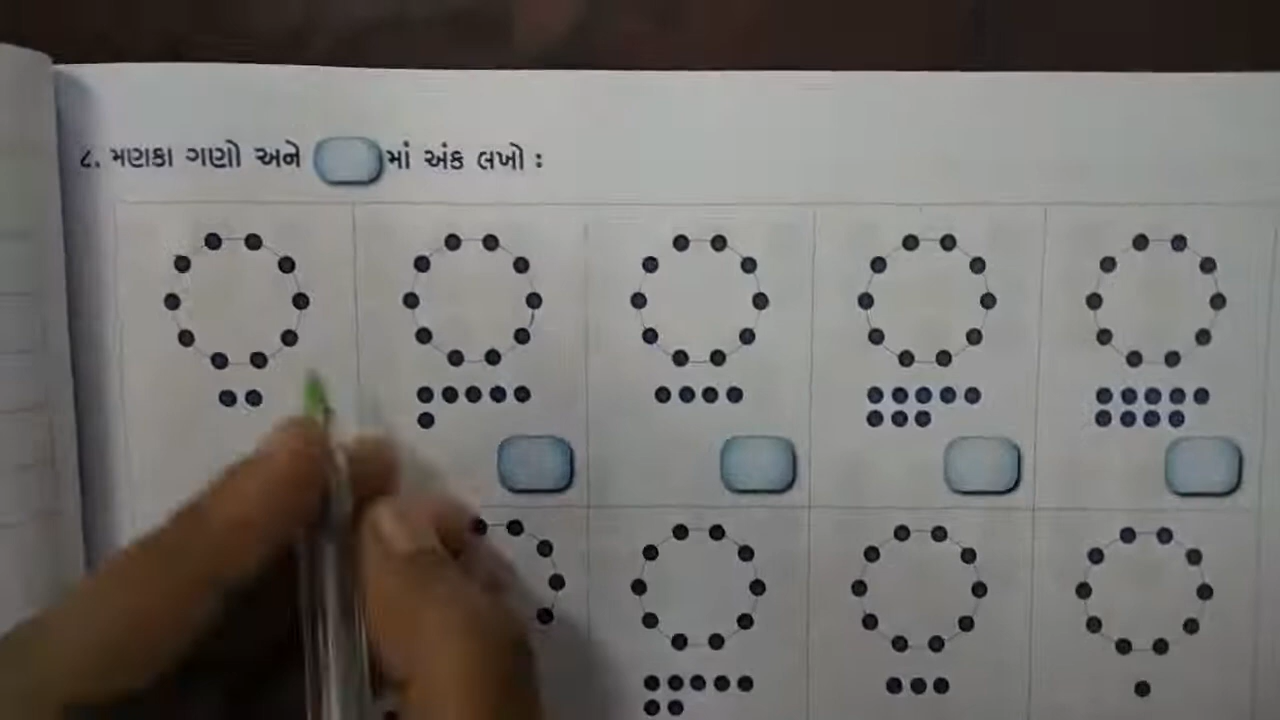 ૮. મણકા ગણો અને માં અંક લખો :